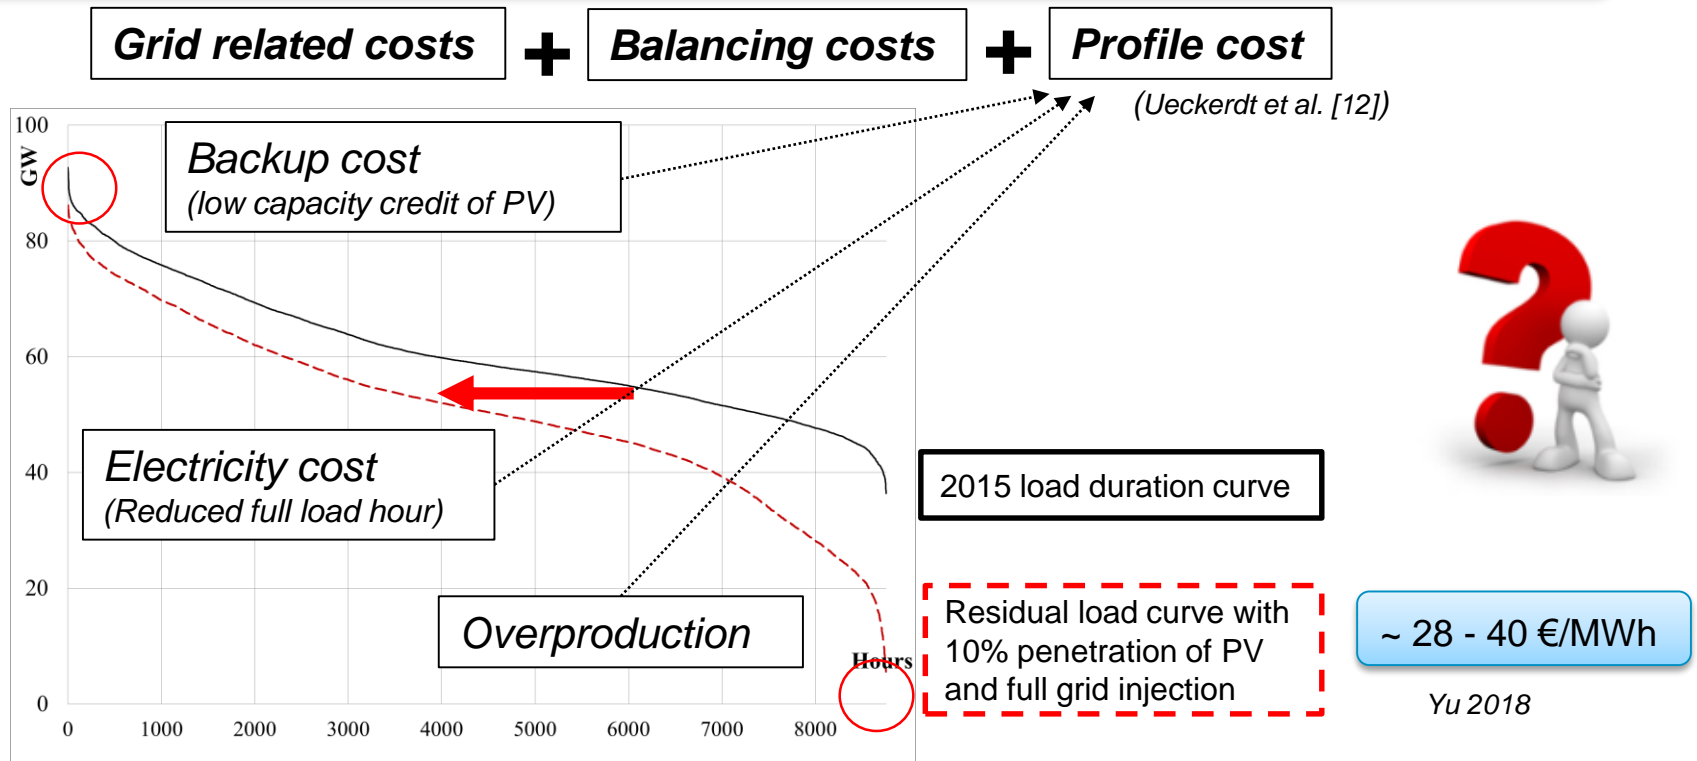 Grid related costs + Balancing costs + Profile cost
(Ueckerdt et al. [12])
GW
100
80
60
40
20
0
0 1000 2000 3000 4000 5000 6000 7000 8000
Hours
Backup cost
(low capacity credit of PV)
Electricity cost
(Reduced full load hour)
Overproduction
2015 load duration curve
Residual load curve with
10% penetration of PV
and full grid injection
~ 28 - 40 €/MWh
Yu 2018